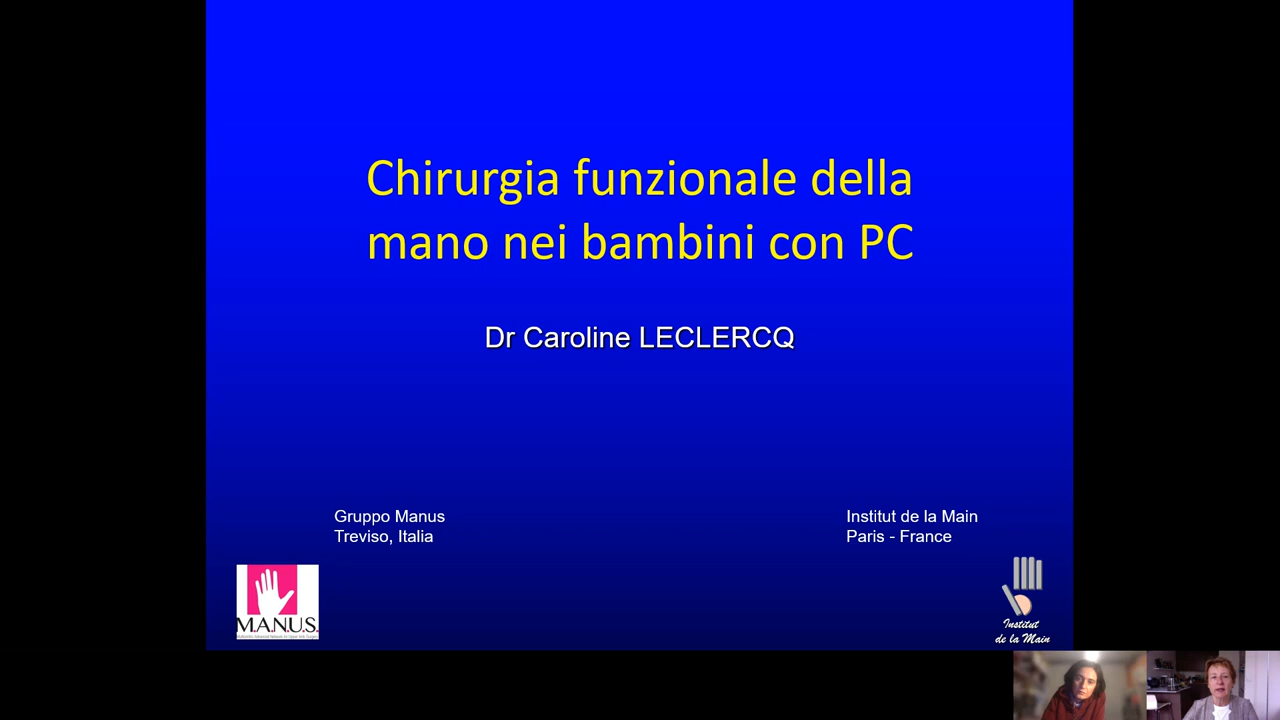 Chirurgia funzionale della
mano nei bambini con PC
Dr Caroline LECLERCQ
Gruppo Manus
Treviso, Italia
Institut de la Main
Paris - France
M.A.N.U.S.
Institut
de la Main